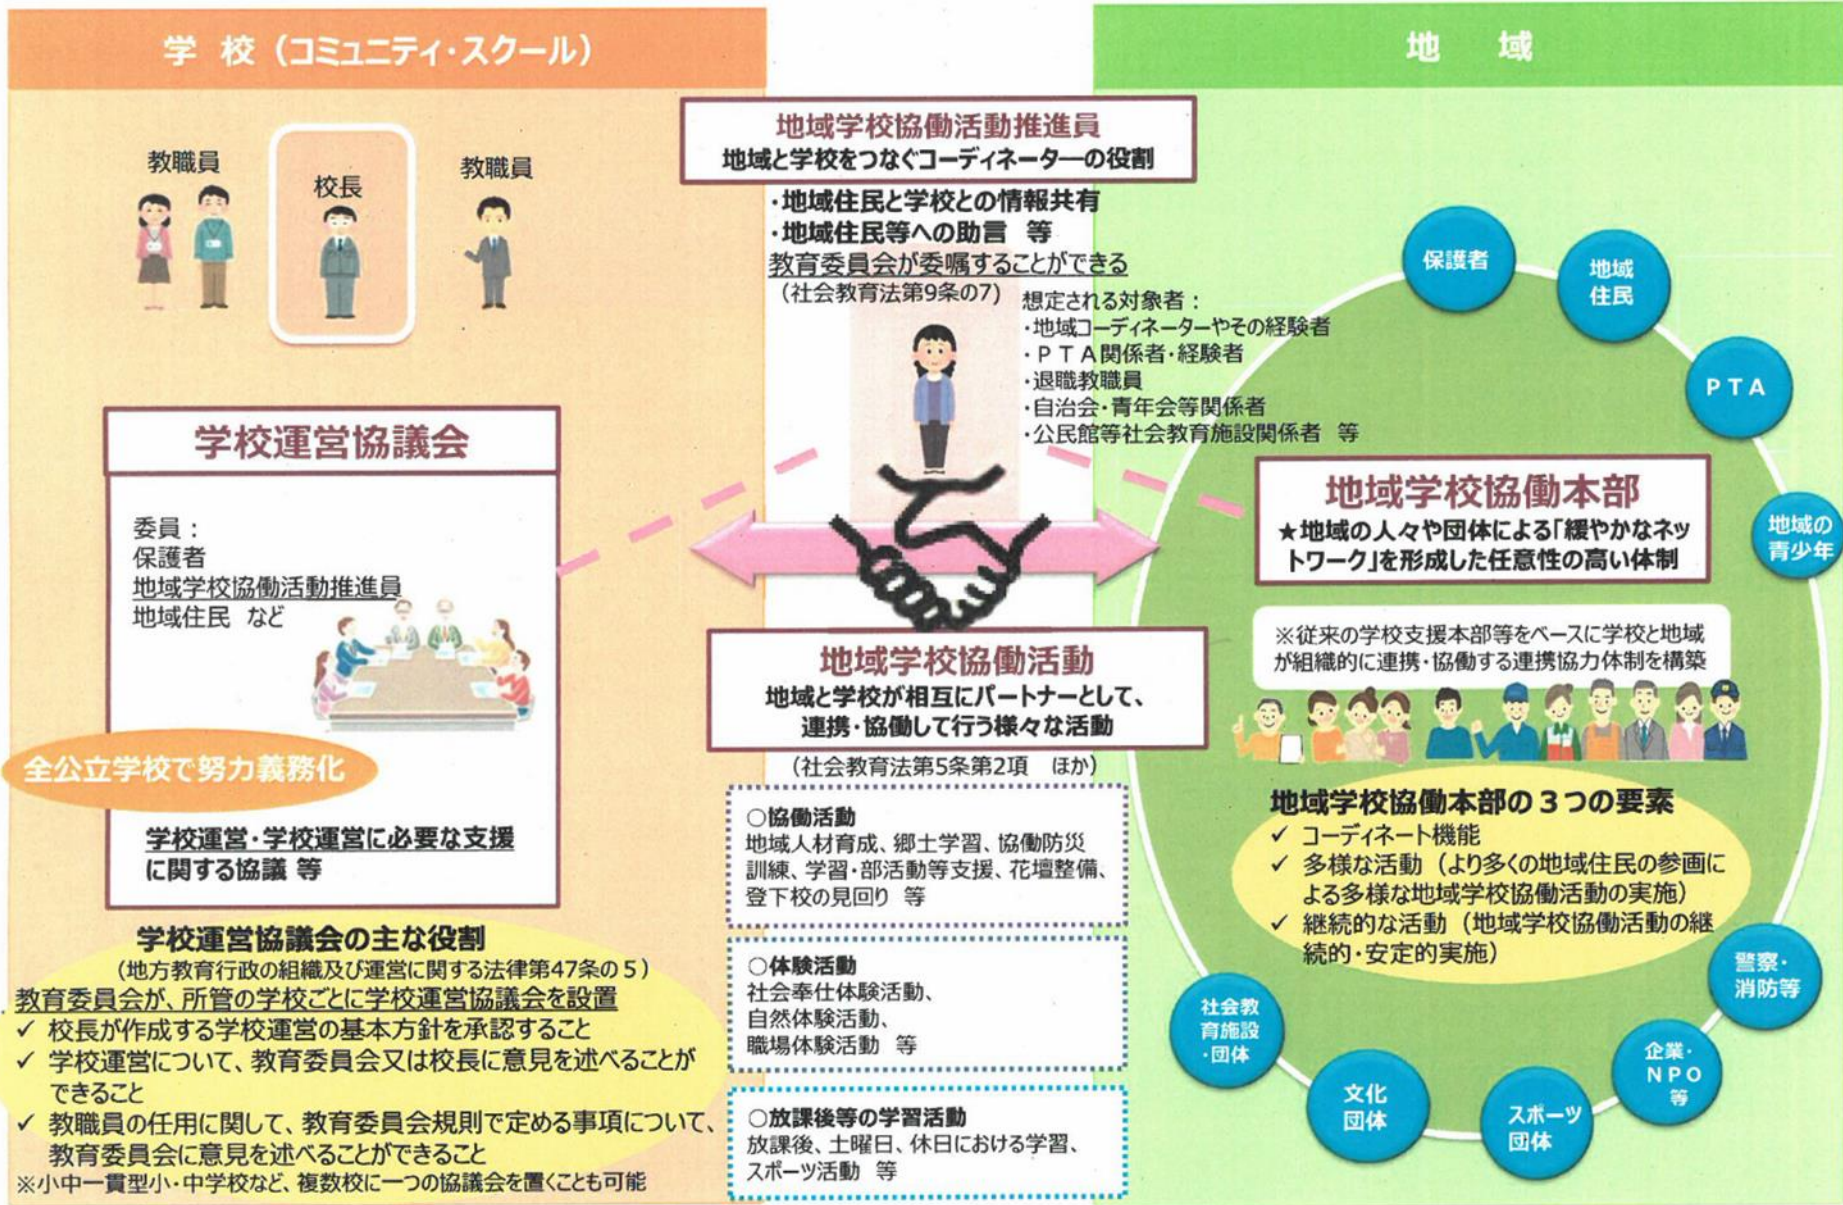 学 校（コミュニティ・スクール）
教職員
校長
教職員
学校運営協議会
委員：
保護者
地域学校協働活動推進員
地域住民 など
全公立学校で努力義務化
学校運営・学校運営に必要な支援
に関する協議 等
学校運営協議会の主な役割
（地方教育行政の組織及び運営に関する法律第47条の５）
教育委員会が、所管の学校ごとに学校運営協議会を設置
✓ 校長が作成する学校運営の基本方針を承認すること
✓ 学校運営について、教育委員会又は校長に意見を述べることが
できること
✓ 教職員の任用に関して、教育委員会規則で定める事項について、
教育委員会に意見を述べることができること
※小中一貫型小・中学校など、複数校に一つの協議会を置くことも可能
地域学校協働活動推進員
地域と学校をつなぐコーディネーターの役割
・地域住民と学校との情報共有
・地域住民等への助言 等
教育委員会が委嘱することができる
（社会教育法第9条の7）
想定される対象者：
・地域コーディネーターやその経験者
・ＰＴＡ関係者・経験者
・退職教職員
・自治会・青年会等関係者
・公民館等社会教育施設関係者 等
地域学校協働活動
地域と学校が相互にパートナーとして、
連携・協働して行う様々な活動
（社会教育法第5条第2項 ほか）
○協働活動
地域人材育成、郷土学習、協働防災
訓練、学習・部活動等支援、花壇整備、
登下校の見回り 等
○体験活動
社会奉仕体験活動、
自然体験活動、
職場体験活動 等
○放課後等の学習活動
放課後、土曜日、休日における学習、
スポーツ活動 等
地 域
保護者
地域
住民
ＰＴＡ
地域の
青少年
地域学校協働本部
★地域の人々や団体による「緩やかなネッ
トワーク」を形成した任意性の高い体制
※従来の学校支援本部等をベースに学校と地域
が組織的に連携・協働する連携協力体制を構築
地域学校協働本部の３つの要素
✓ コーディネート機能
✓ 多様な活動（より多くの地域住民の参画に
よる多様な地域学校協働活動の実施）
✓ 継続的な活動（地域学校協働活動の継
続的・安定的実施）
警察・
消防等
企業・
ＮＰＯ
等
スポーツ
団体
文化
団体
社会教
育施設
・団体